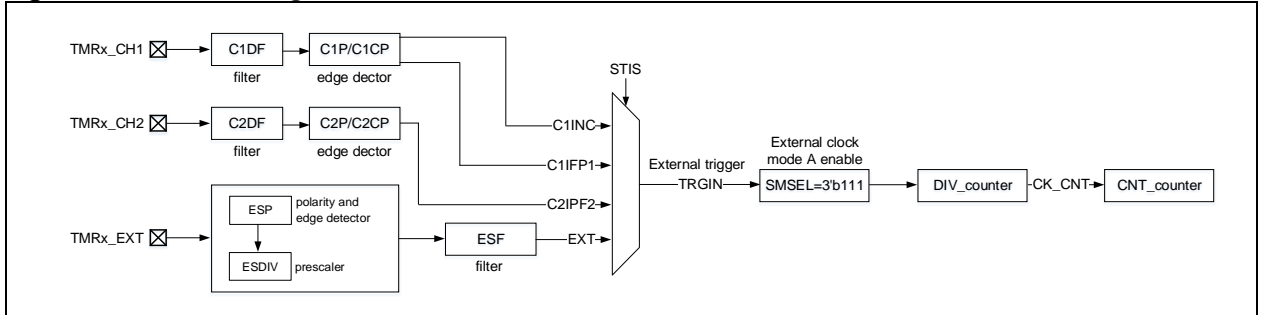 TMRx_CH1
C1DF
filter
C1P/C1CP
edge dector
TMRx_CH2
C2DF
filter
C2P/C2CP
edge dector
TMRx_EXT
ESP
polarity and
edge detector
ESDIV
prescaler
ESF
filter
STIS
C1INC
C1IFP1
C2IPF2
EXT
External trigger
TRGIN
External clock
mode A enable
SMSEL=3'b111
DIV_counter
CK_CNT
CNT_counter